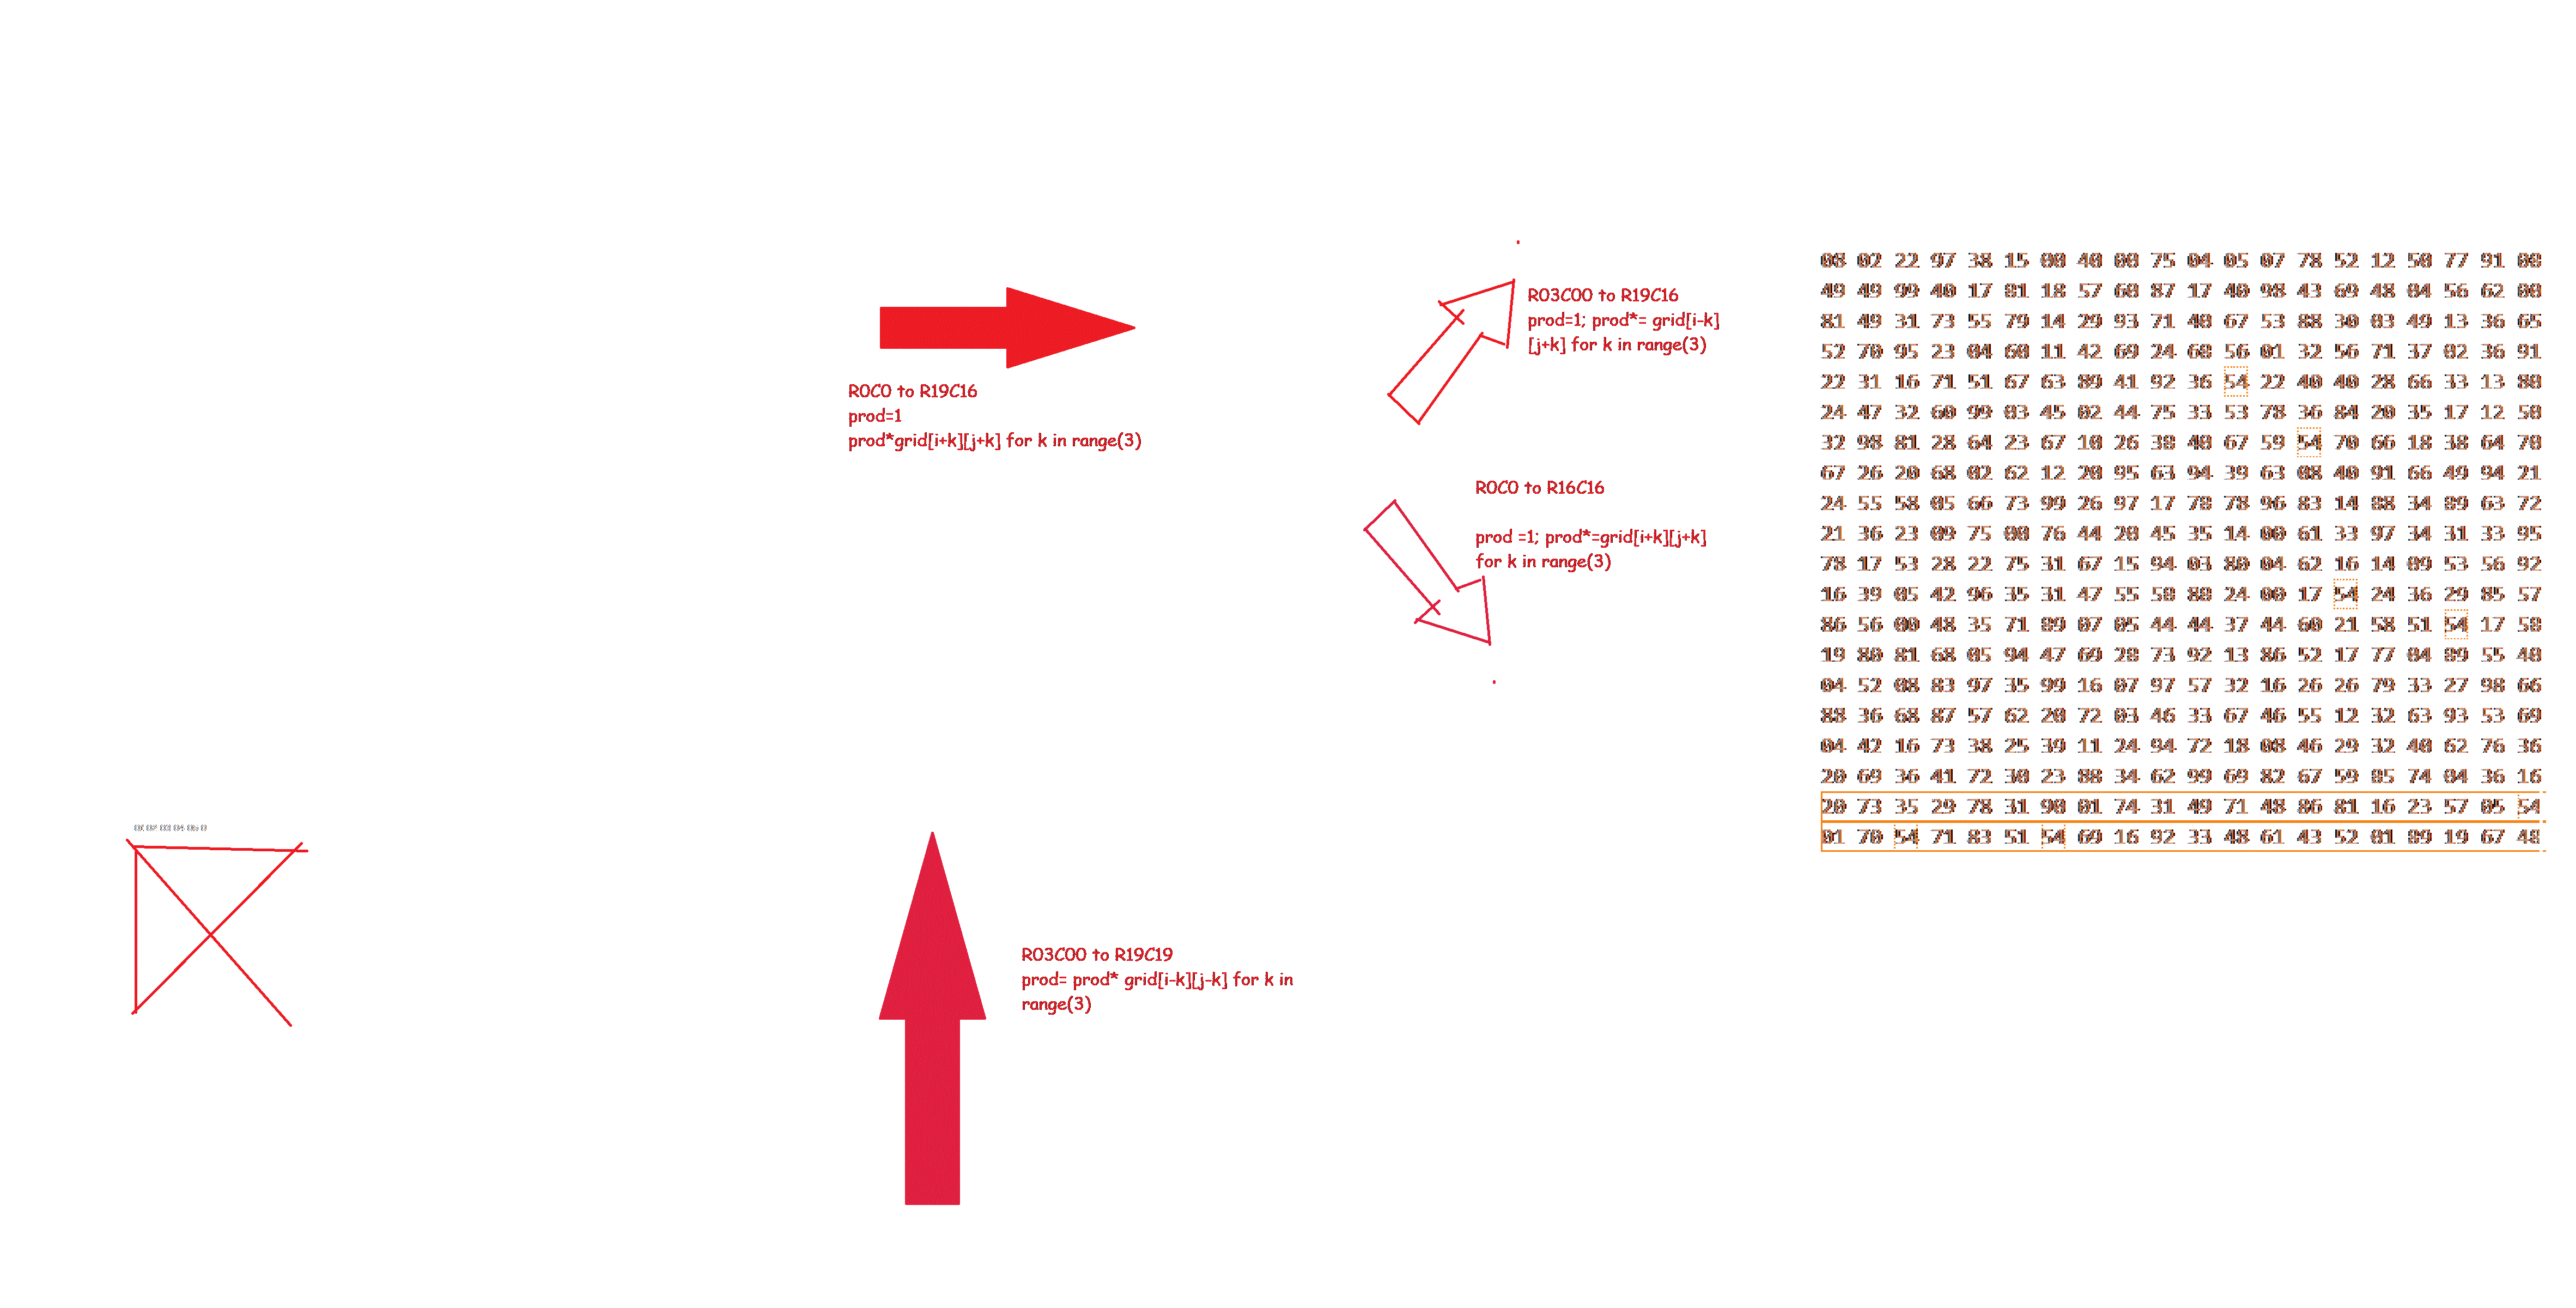 R0C0 to R19C16
prod=1
prod*grid[i+k][j+k] for k in range(3)
R03C00 to R19C16
prod=1; prod*= grid[i-k]
[j+k] for k in range(3)
R0C0 to R16C16
prod =1; prod*=grid[i+k][j+k]
for k in range(3)
R03C00 to R19C19
prod= prod* grid[i-k][j-k] for k in
range(3)
08 02 22 97 38 15 00 40 00 75 04 05 07 78 52 12 50 77 91 08
49 49 99 40 17 81 18 57 60 87 17 40 98 43 69 48 04 56 62 00
81 49 31 73 55 79 14 29 93 71 40 67 53 88 30 03 49 13 36 65
52 70 95 23 04 60 11 42 69 24 68 56 01 32 56 71 37 02 36 91
22 31 16 71 51 67 63 89 41 92 36 54 22 40 40 28 66 33 13 80
24 47 32 60 99 03 45 02 44 75 33 53 78 36 84 20 35 17 12 50
32 98 81 28 64 23 67 10 26 38 40 67 59 54 70 66 18 38 64 70
67 26 20 68 02 62 12 20 95 63 94 39 63 08 40 91 66 49 94 21
24 55 58 05 66 73 99 26 97 17 78 78 96 83 14 88 34 89 63 72
21 36 23 09 75 00 76 44 20 45 35 14 00 61 33 97 34 31 33 95
78 17 53 28 22 75 31 67 15 94 03 80 04 62 16 14 09 53 56 92
16 39 05 42 96 35 31 47 55 58 88 24 00 17 54 24 36 29 85 57
86 56 00 48 35 71 89 07 05 44 44 37 44 60 21 58 51 54 17 58
19 80 81 68 05 94 47 69 28 73 92 13 86 52 17 77 04 89 55 40
04 52 08 83 97 35 99 16 07 97 57 32 16 26 26 79 33 27 98 66
88 36 68 87 57 62 20 72 03 46 33 67 46 55 12 32 63 93 53 69
04 42 16 73 38 25 39 11 24 94 72 18 08 46 29 32 40 62 76 36
20 69 36 41 72 30 23 88 34 62 99 69 82 67 59 85 74 04 36 16
20 73 35 29 78 31 90 01 74 31 49 71 48 86 81 16 23 57 05 54
01 70 54 71 83 51 54 69 16 92 33 48 61 43 52 01 89 19 67 48